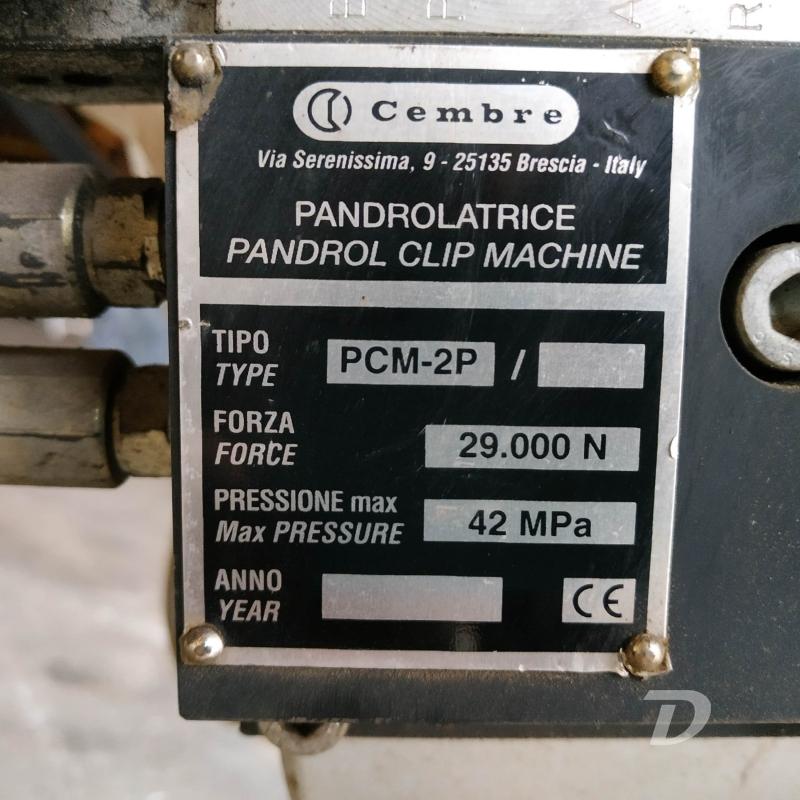 Cembre
Via Serenissima, 9 - 25135 Brescia - Italy
PANDROLATRICE
PANDROL CLIP MACHINE
TIPO
TYPE
PCM-2P /
FORZA
FORCE
29.000 N
PRESSIONE max
Max PRESSURE
42 MPa
ANNO
YEAR
CE
D